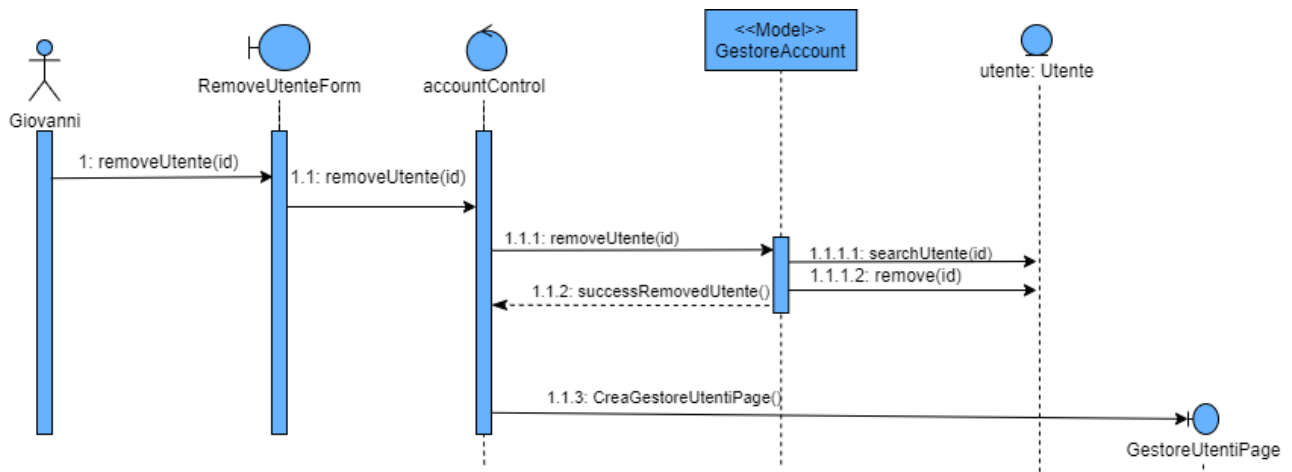 <<Model>>
GestoreAccount
utente: Utente
RemoveUtenteForm
accountControl
Giovanni
1: removeUtente(id)
1.1: removeUtente(id)
1.1.1: removeUtente(id)
1.1.1.1: searchUtente(id)
1.1.1.2: remove(id)
1.1.2: successRemovedUtente()
1.1.3: CreaGestoreUtentiPage()
GestoreUtentiPage